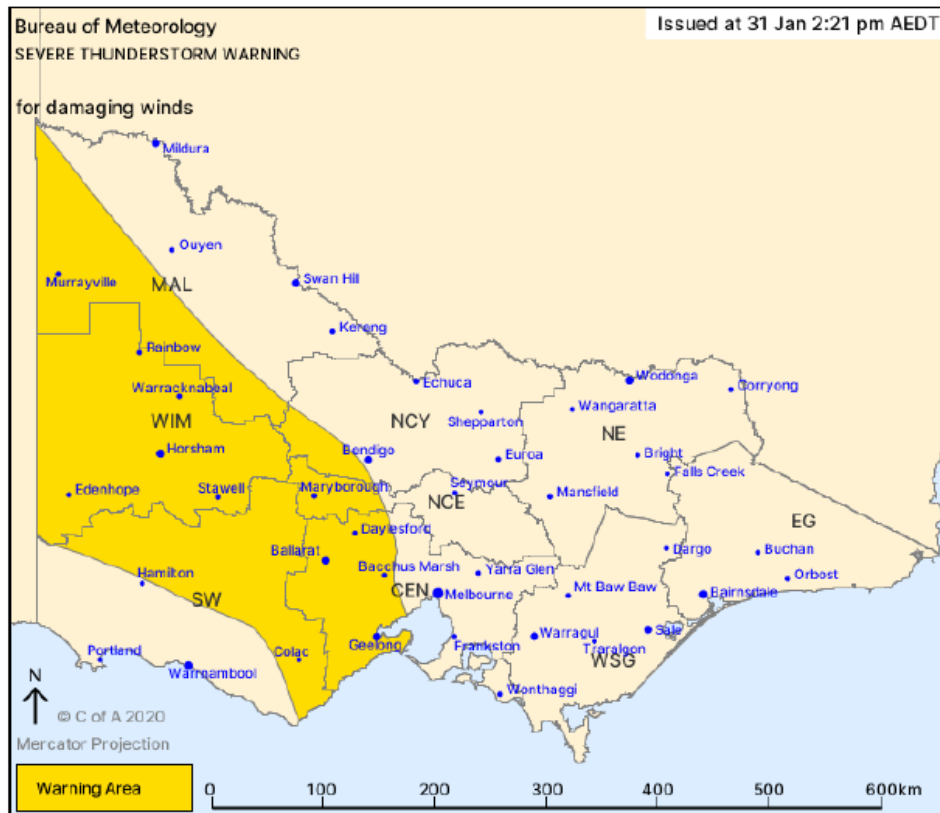 Bureau of Meteorology
Issued at 31 Jan 2:21 pm AEDT
SEVERE THUNDERSTORM WARNING
for damaging winds
Mildura
Ouyen
Murrayville
MAL
Swan Hill
Kerang
Rainbow
Echuca
Wodonga
Corryong
Warracknabeal
WIM
NCY
Shepparton
Wangaratta
NE
Horsham
Bendigo
Euroa
Bright
Falls Creek
Edenhope
Stawell
Maryborough
Seymour
NCE
Mansfield
EG
Daylesford
Ballarat
Dargo
Buchan
Hamilton
Bacchus Marsh
Yarra Glen
Orbost
SW
CEN
Melbourne
Mt Baw Baw
Bairnsdale
Portland
Warrnambool
Colac
Geelong
Frankston
Warragul
Traralgon
Sale
WSG
Wonthaggi
N
© C of A 2020
Mercator Projection
Warning Area
0 100 200 300 400 500 600km